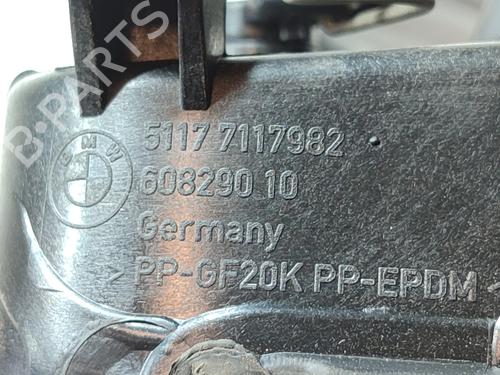 B-PARTS
BMW
5117 7117982
608290 10
Germany
> PP-GF20K PP-EPDM <